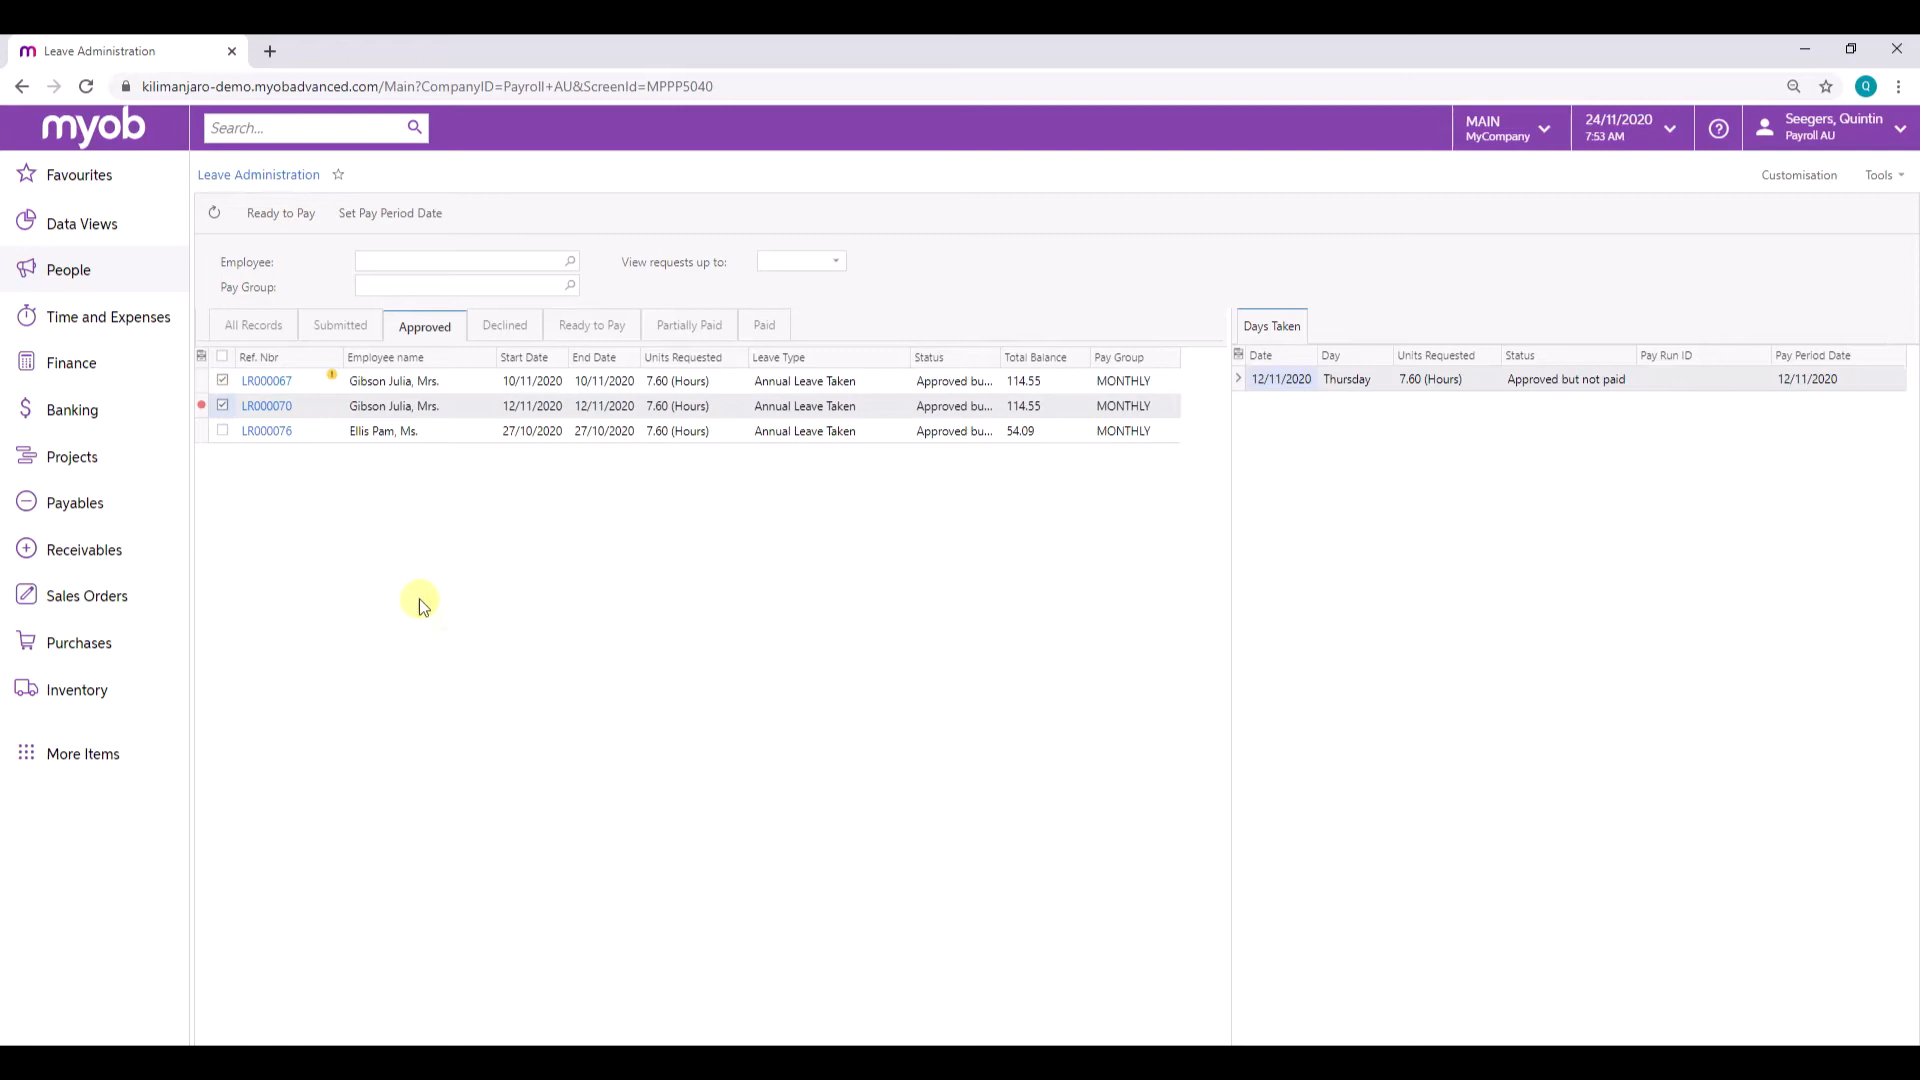 Leave Administration
kilimanjaro-demo.myobadvanced.com/Main?CompanyID=Payroll+AU&ScreenId=MPPP5040
Q
myob
Search...
MAIN
MyCompany
24/11/2020
7:53 AM
Seegers, Quintin
Payroll AU
Favourites
Data Views
People
Time and Expenses
Finance
Banking
Projects
Payables
Receivables
Sales Orders
Purchases
Inventory
More Items
Leave Administration
Customisation Tools
Ready to Pay Set Pay Period Date
Employee: View requests up to:
Pay Group:
All Records Submitted Approved Declined Ready to Pay Partially Paid Paid
Ref. Nbr Employee name Start Date End Date Units Requested Leave Type Status Total Balance Pay Group
LR000067 Gibson Julia, Mrs. 10/11/2020 10/11/2020 7.60 (Hours) Annual Leave Taken Approved bu... 114.55 MONTHLY
LR000070 Gibson Julia, Mrs. 12/11/2020 12/11/2020 7.60 (Hours) Annual Leave Taken Approved bu... 114.55 MONTHLY
LR000076 Ellis Pam, Ms. 27/10/2020 27/10/2020 7.60 (Hours) Annual Leave Taken Approved bu... 54.09 MONTHLY
Days Taken
Date Day Units Requested Status Pay Run ID Pay Period Date
12/11/2020 Thursday 7.60 (Hours) Approved but not paid 12/11/2020